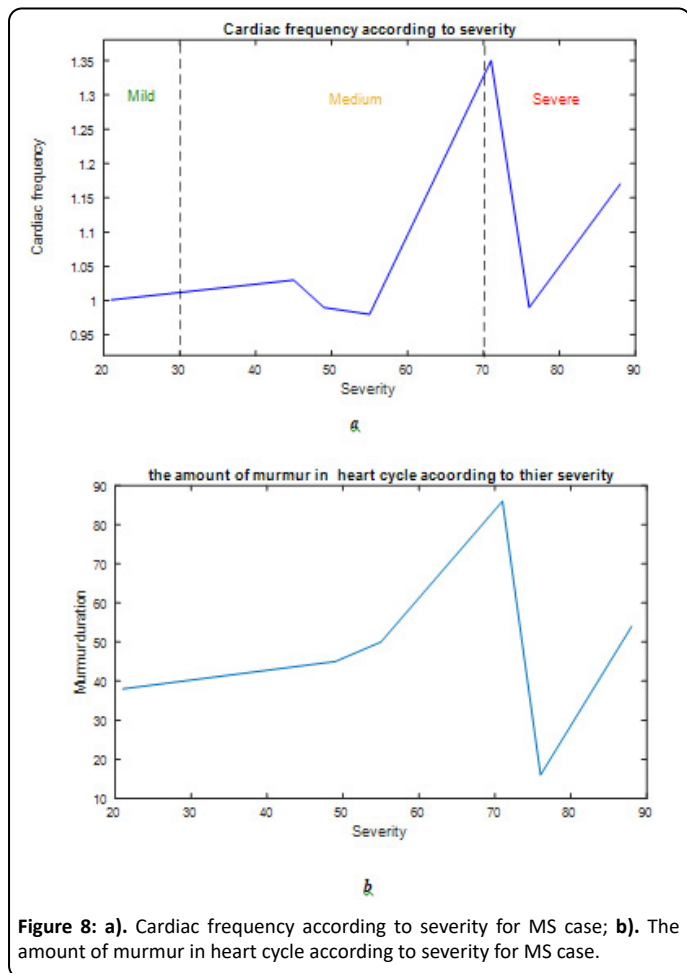 Cardiac frequency according to severity
1.35
1.3
1.25
1.2
1.15
1.1
1.05
1
0.95
Cardiac frequency
Mild
Medium
Severe
20 30 40 50 60 70 80 90
Severity
a
the amount of murmur in heart cycle acoording to thier severity
90
80
70
60
50
40
30
20
10
Murmur duration
20 30 40 50 60 70 80 90
Severity
b
Figure 8: a). Cardiac frequency according to severity for MS case; b). The
amount of murmur in heart cycle according to severity for MS case.